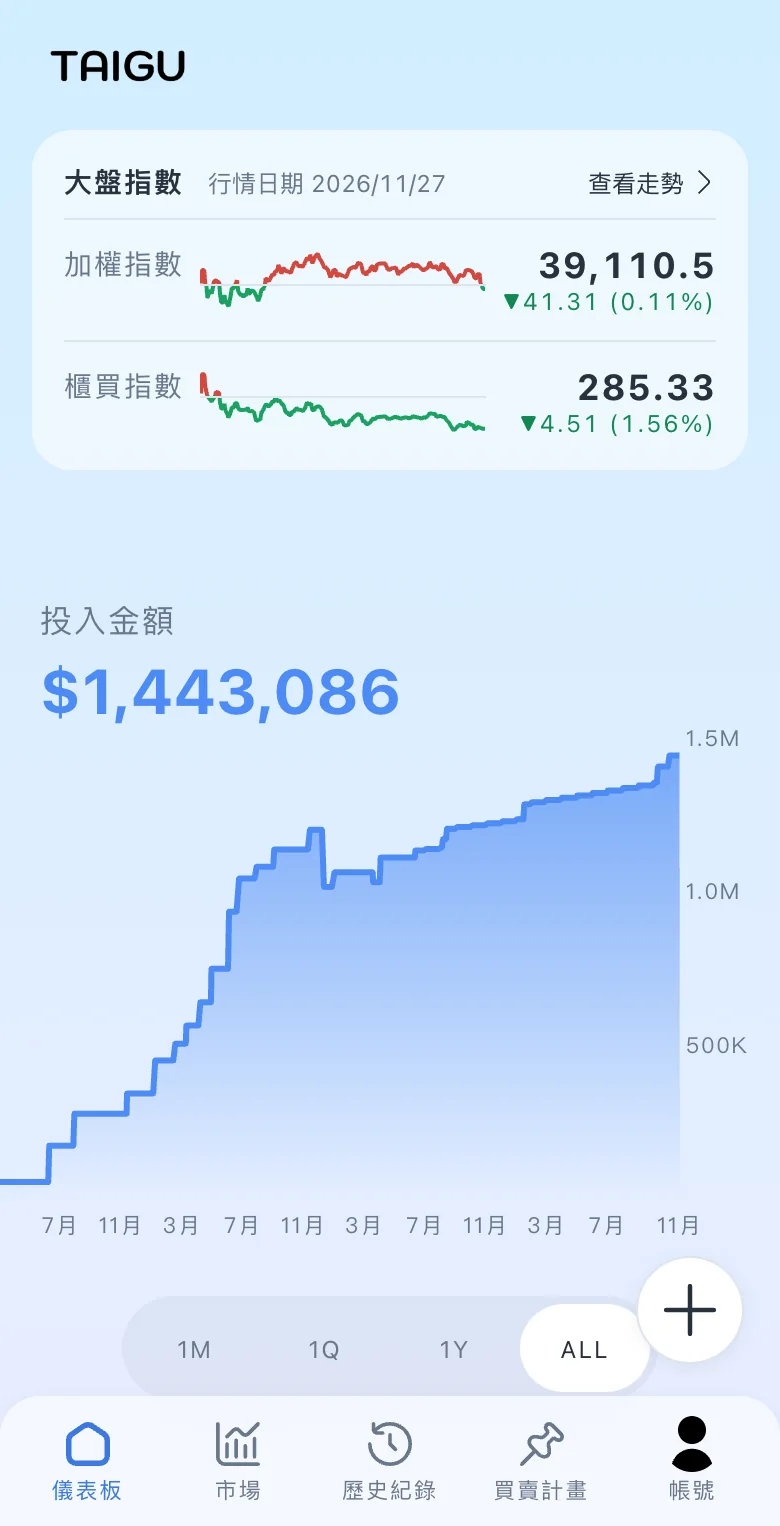 TAIGU
大盤指數 行情日期 2026/11/27 查看走勢
加權指數 39,110.5
▼41.31 (0.11%)
櫃買指數 285.33
▼4.51 (1.56%)
投入金額
$1,443,086
1.5M
1.0M
500K
7月 11月 3月 7月 11月 3月 7月 11月 3月 7月 11月
1M 1Q 1Y ALL
儀表板 市場 歷史紀錄 買賣計畫 帳號